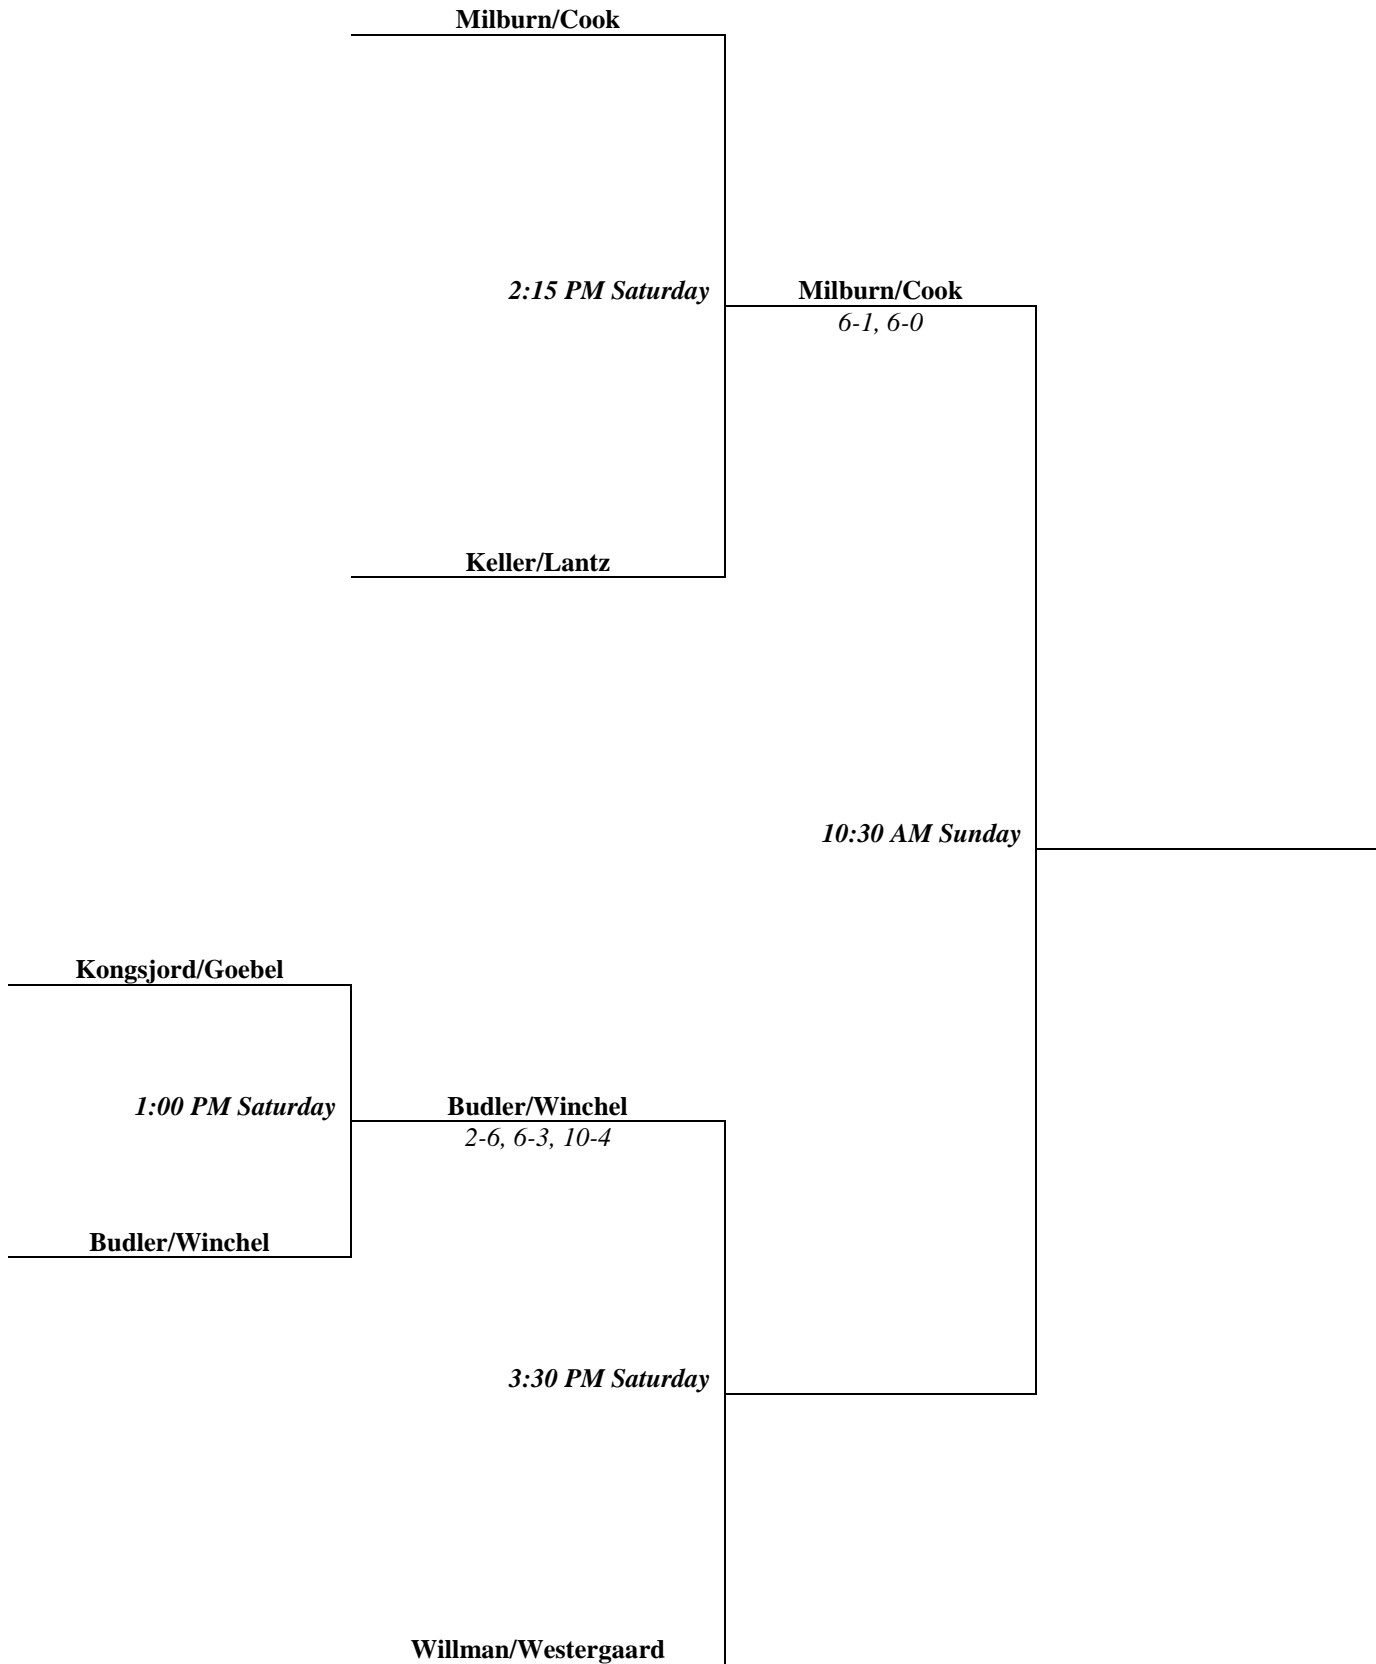 Milburn/Cook
2:15 PM Saturday
Milburn/Cook
6-1, 6-0
Keller/Lantz
10:30 AM Sunday
Kongsjord/Goebel
1:00 PM Saturday
Budler/Winchel
2-6, 6-3, 10-4
Budler/Winchel
3:30 PM Saturday
Willman/Westergaard